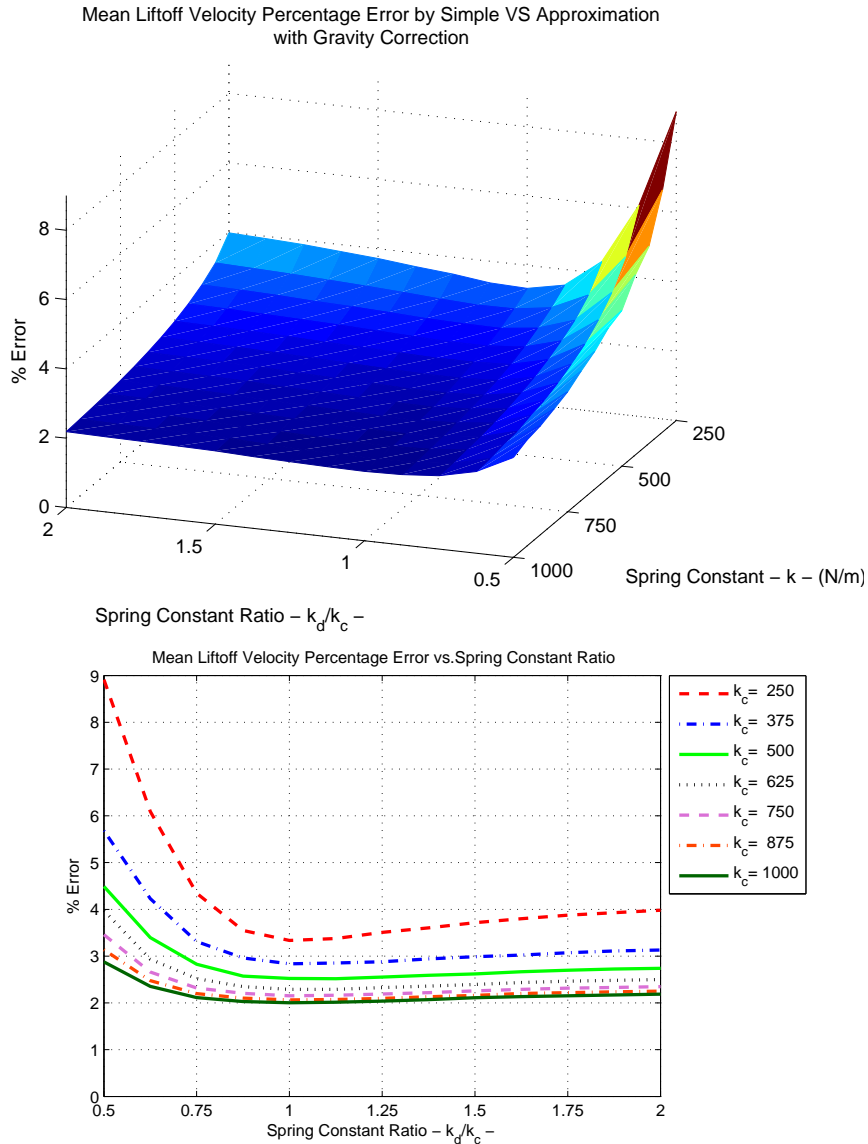 Mean Liftoff Velocity Percentage Error by Simple VS Approximation
with Gravity Correction
8
6
4
2
0
% Error
2
1.5
1
0.5
250
500
750
1000
Spring Constant – k – (N/m)
Spring Constant Ratio – k_d/k_c –
Mean Liftoff Velocity Percentage Error vs.Spring Constant Ratio
9
8
7
6
5
4
3
2
1
0
% Error
0.5
0.75
1
1.25
1.5
1.75
2
Spring Constant Ratio – k_d/k_c –
k_c= 250
k_c= 375
k_c= 500
k_c= 625
k_c= 750
k_c= 875
k_c= 1000